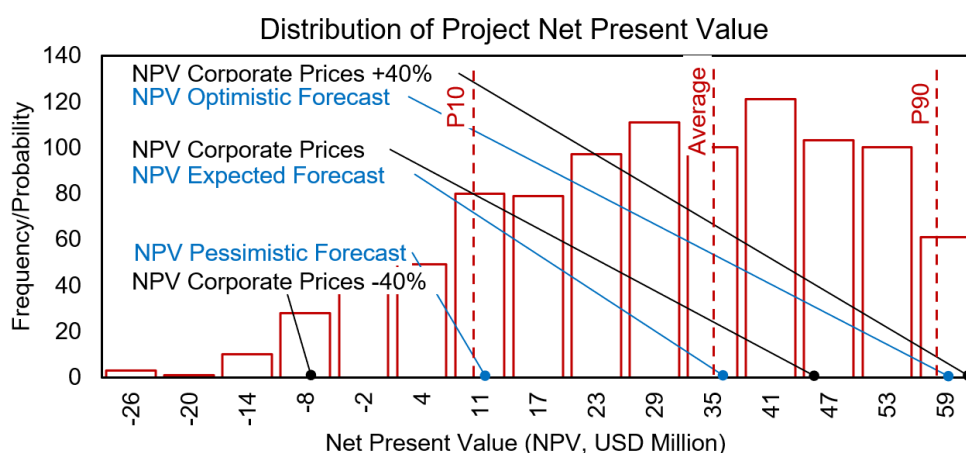 Distribution of Project Net Present Value
Frequency/Probability
140
120
100
80
60
40
20
0
NPV Corporate Prices +40%
NPV Optimistic Forecast
NPV Corporate Prices
NPV Expected Forecast
NPV Pessimistic Forecast
NPV Corporate Prices -40%
P10
Average
P90
-26
-20
-14
-8
-2
4
11
17
23
29
35
41
47
53
59
Net Present Value (NPV, USD Million)